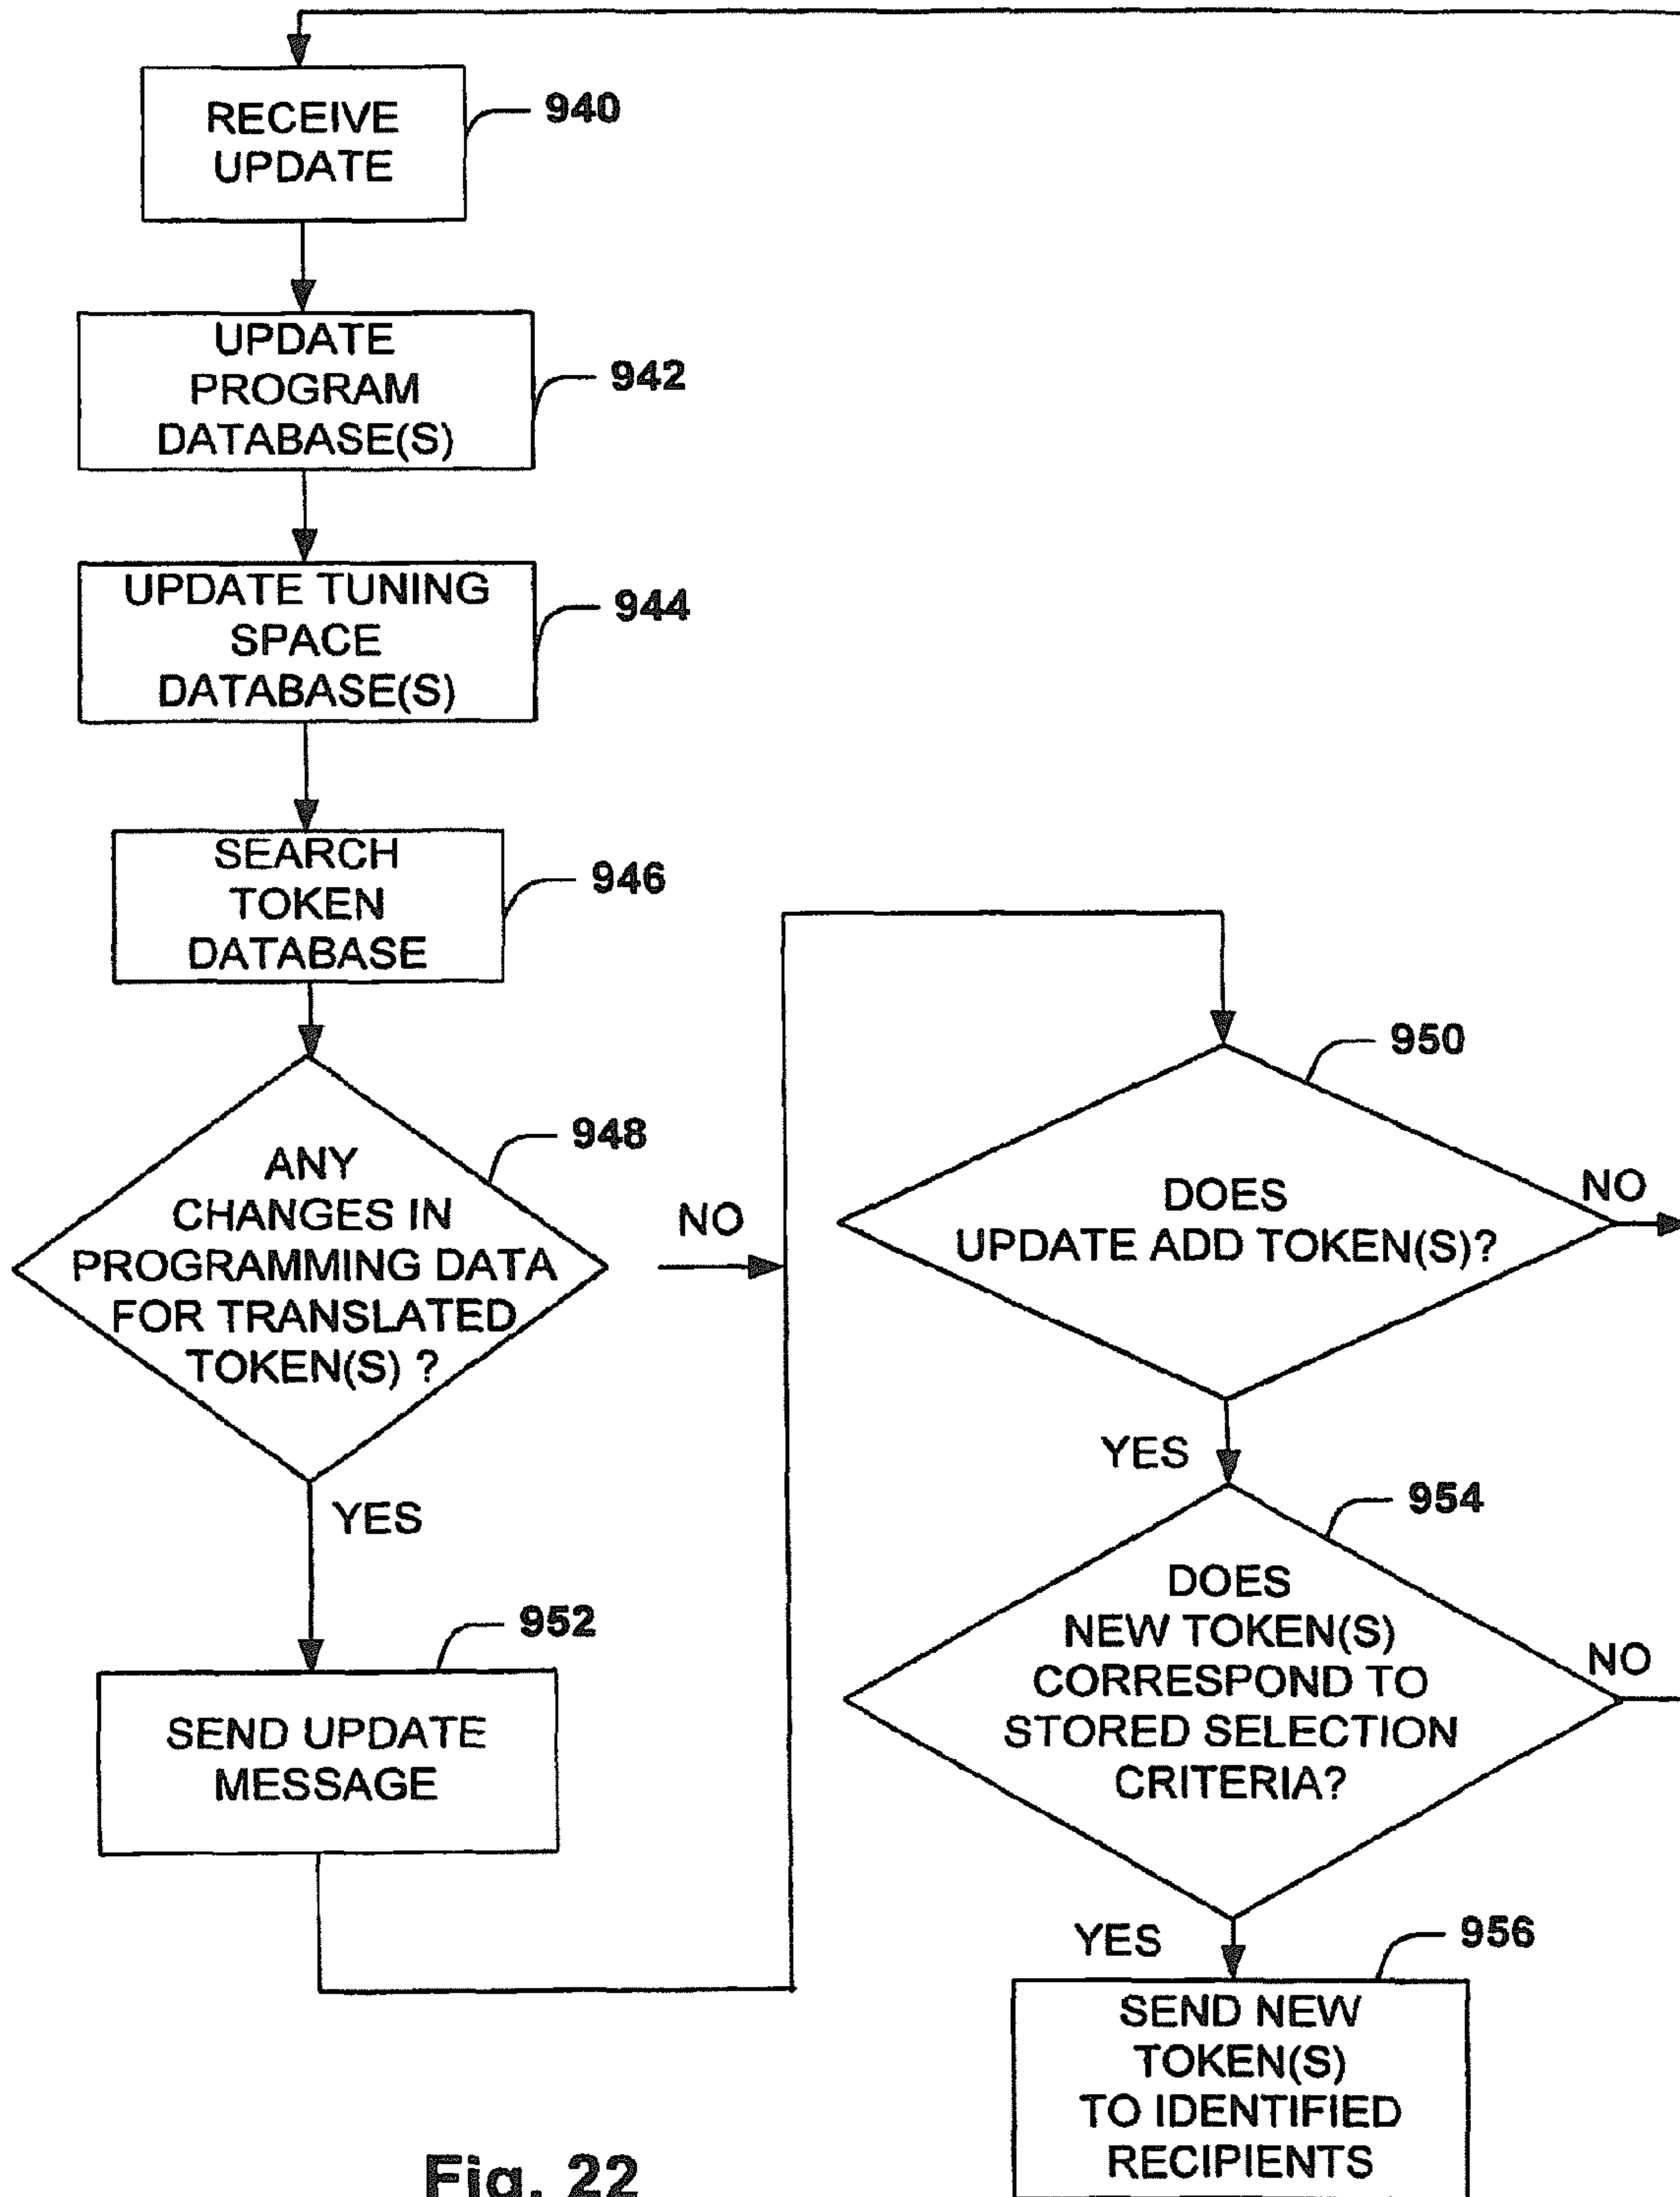 RECEIVE
UPDATE
940
UPDATE
PROGRAM
DATABASE(S)
942
UPDATE TUNING
SPACE
DATABASE(S)
944
SEARCH
TOKEN
DATABASE
946
ANY
CHANGES IN
PROGRAMMING DATA
FOR TRANSLATED
TOKEN(S) ?
948
NO
YES
SEND UPDATE
MESSAGE
952
DOES
UPDATE ADD TOKEN(S)?
950
NO
YES
DOES
NEW TOKEN(S)
CORRESPOND TO
STORED SELECTION
CRITERIA?
954
NO
YES
SEND NEW
TOKEN(S)
TO IDENTIFIED
RECIPIENTS
956
Fig. 22